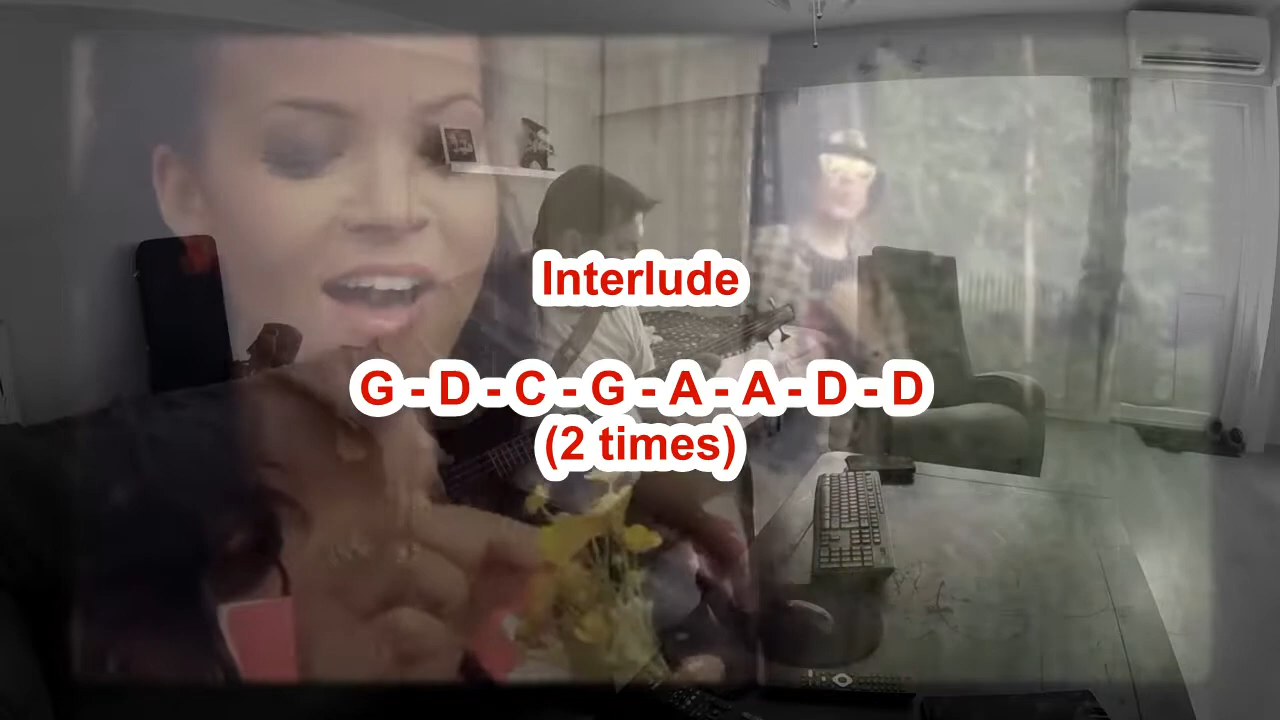 Interlude
G - D - C - G - A - A - D - D
(2 times)